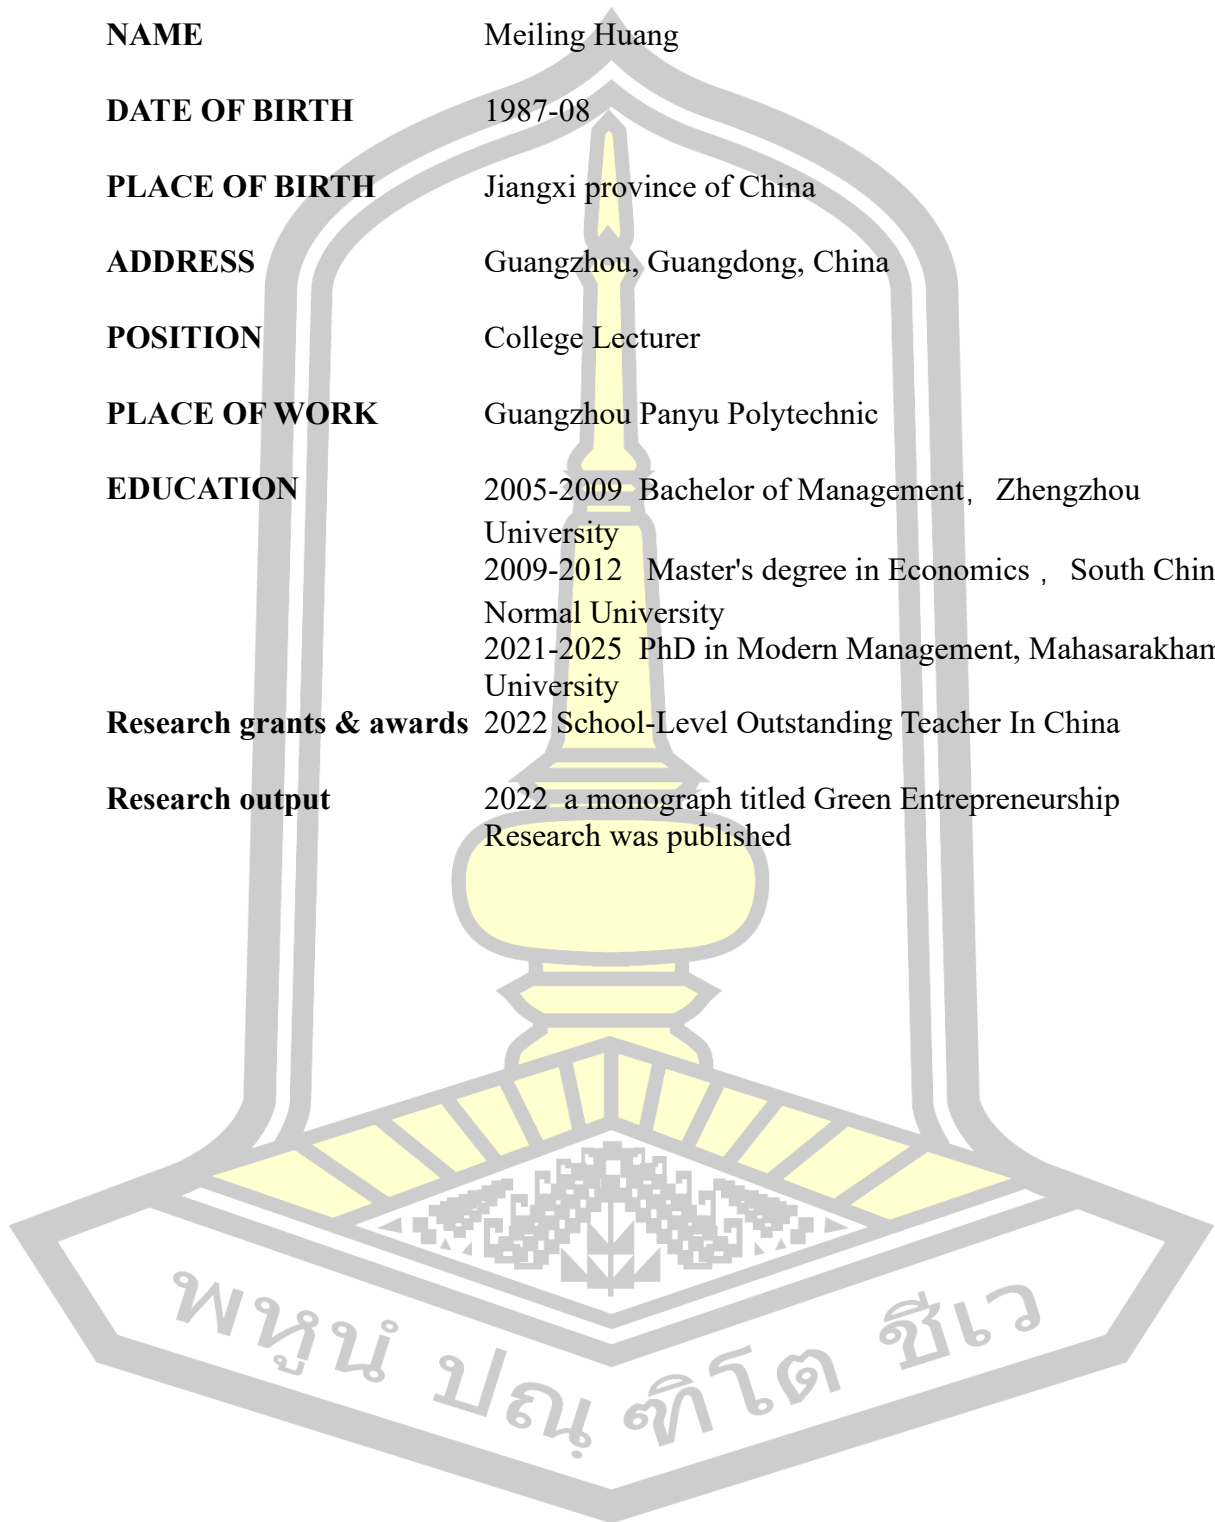 NAME Meiling Huang
DATE OF BIRTH 1987-08
PLACE OF BIRTH Jiangxi province of China
ADDRESS Guangzhou, Guangdong, China
POSITION College Lecturer
PLACE OF WORK Guangzhou Panyu Polytechnic
EDUCATION 2005-2009 Bachelor of Management， Zhengzhou
University
2009-2012 Master's degree in Economics ， South Chin
Normal University
2021-2025 PhD in Modern Management, Mahasarakham
University
Research grants & awards 2022 School-Level Outstanding Teacher In China
Research output 2022 a monograph titled Green Entrepreneurship
Research was published
พหูนํ ปณฺ ฑิโต ชีเว